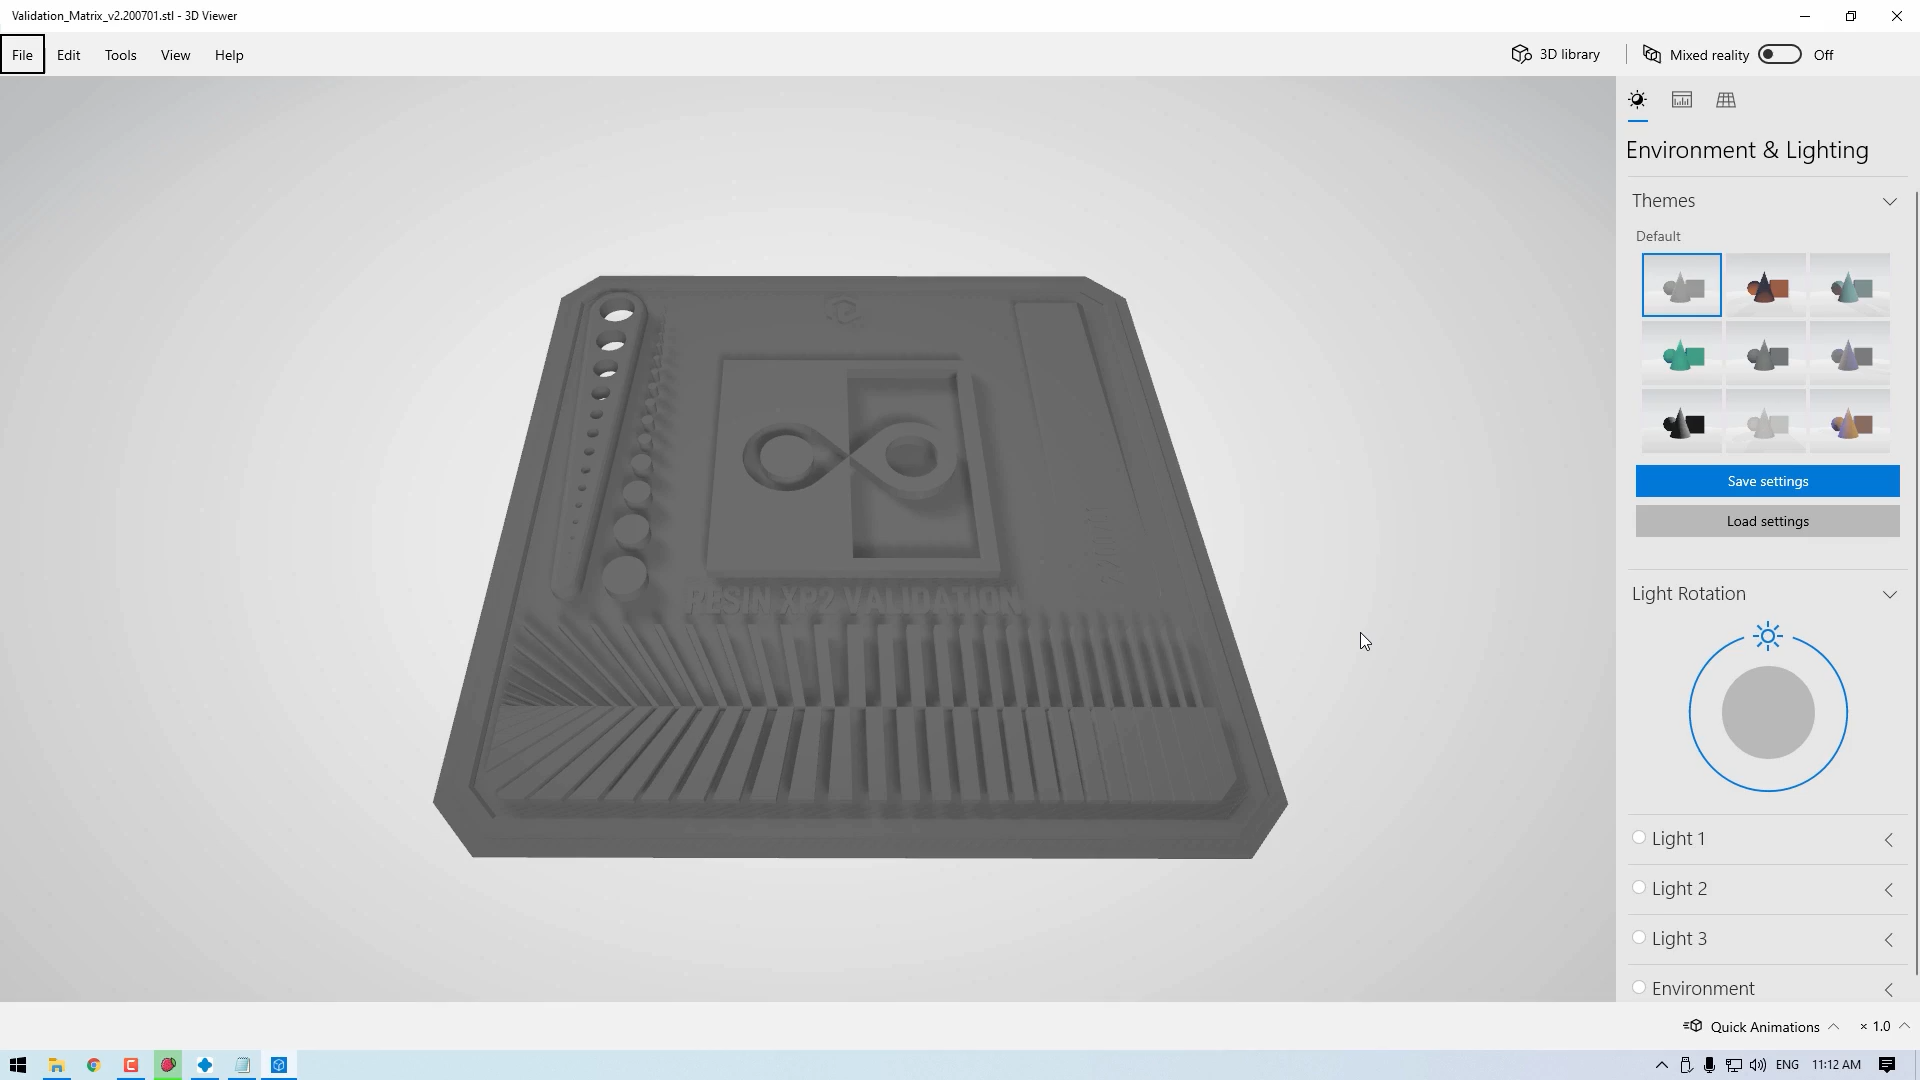 Validation_Matrix_v2.200701.stl - 3D Viewer
File Edit Tools View Help
3D library
Mixed reality Off
Environment & Lighting
Themes
Default
Save settings
Load settings
Light Rotation
Light 1
Light 2
Light 3
Environment
RESIN XP2 VALIDATION
Quick Animations
× 1.0
ENG
11:12 AM